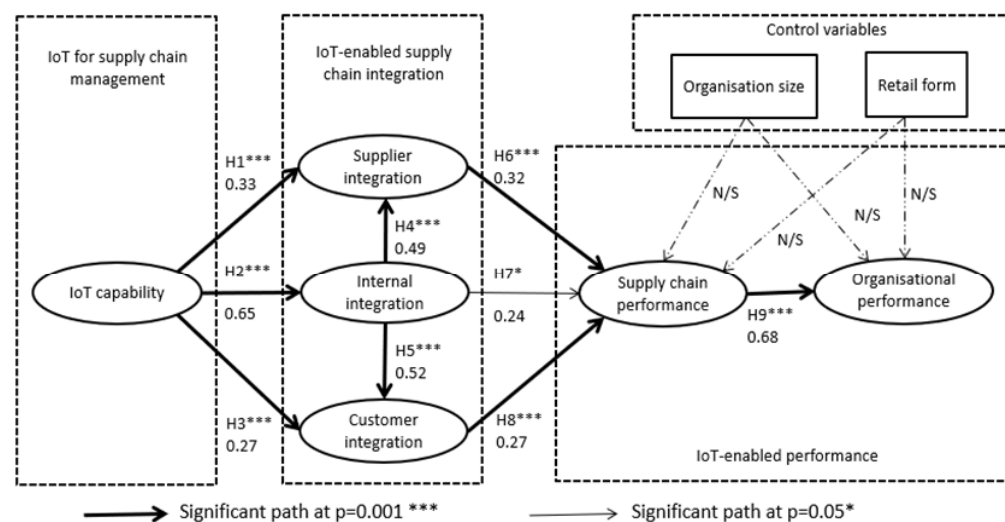 IoT for supply chain
management
IoT-enabled supply
chain integration
Control variables
Organisation size
Retail form
H1***
0.33
Supplier
integration
H6***
0.32
H4***
0.49
N/S
N/S
N/S
IoT capability
H2***
0.65
Internal
integration
H7*
0.24
Supply chain
performance
Organisational
performance
H9***
0.68
H5***
0.52
H3***
0.27
Customer
integration
H8***
0.27
IoT-enabled performance
Significant path at p=0.001 ***
Significant path at p=0.05*